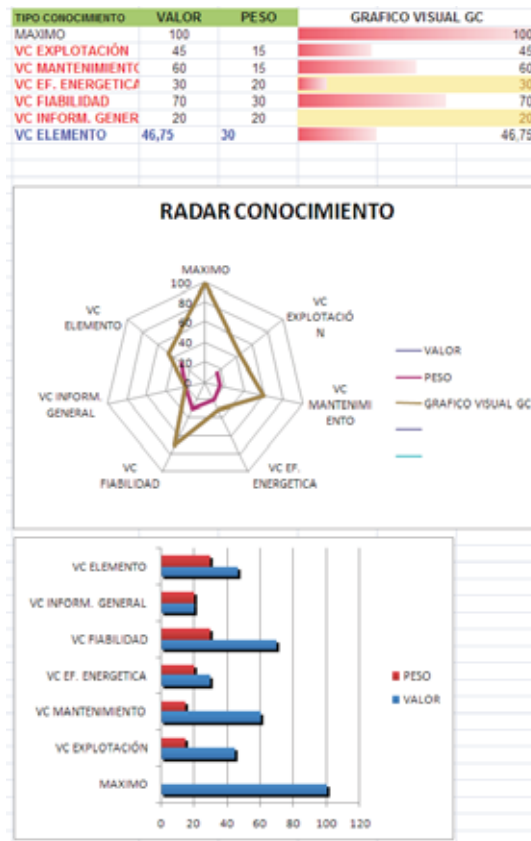 TIPO CONOCIMIENTO VALOR PESO GRAFICO VISUAL GC
MAXIMO 100 100
VC EXPLOTACIÓN 45 15 45
VC MANTENIMIENTO 60 15 60
VC EF. ENERGETICA 30 20 30
VC FIABILIDAD 70 30 70
VC INFORM. GENER 20 20 20
VC ELEMENTO 46,75 30 46,75
RADAR CONOCIMIENTO
MAXIMO
VC
EXPLOTACIÓ
N
VC
MANTENIMI
ENTO
VC EF.
ENERGETICA
VC
FIABILIDAD
VC INFORM.
GENERAL
VC
ELEMENTO
100
80
60
40
20
0
VALOR
PESO
GRAFICO VISUAL GC
VC ELEMENTO
VC INFORM. GENERAL
VC FIABILIDAD
VC EF. ENERGETICA
VC MANTENIMIENTO
VC EXPLOTACIÓN
MAXIMO
PESO
VALOR
0 20 40 60 80 100 120